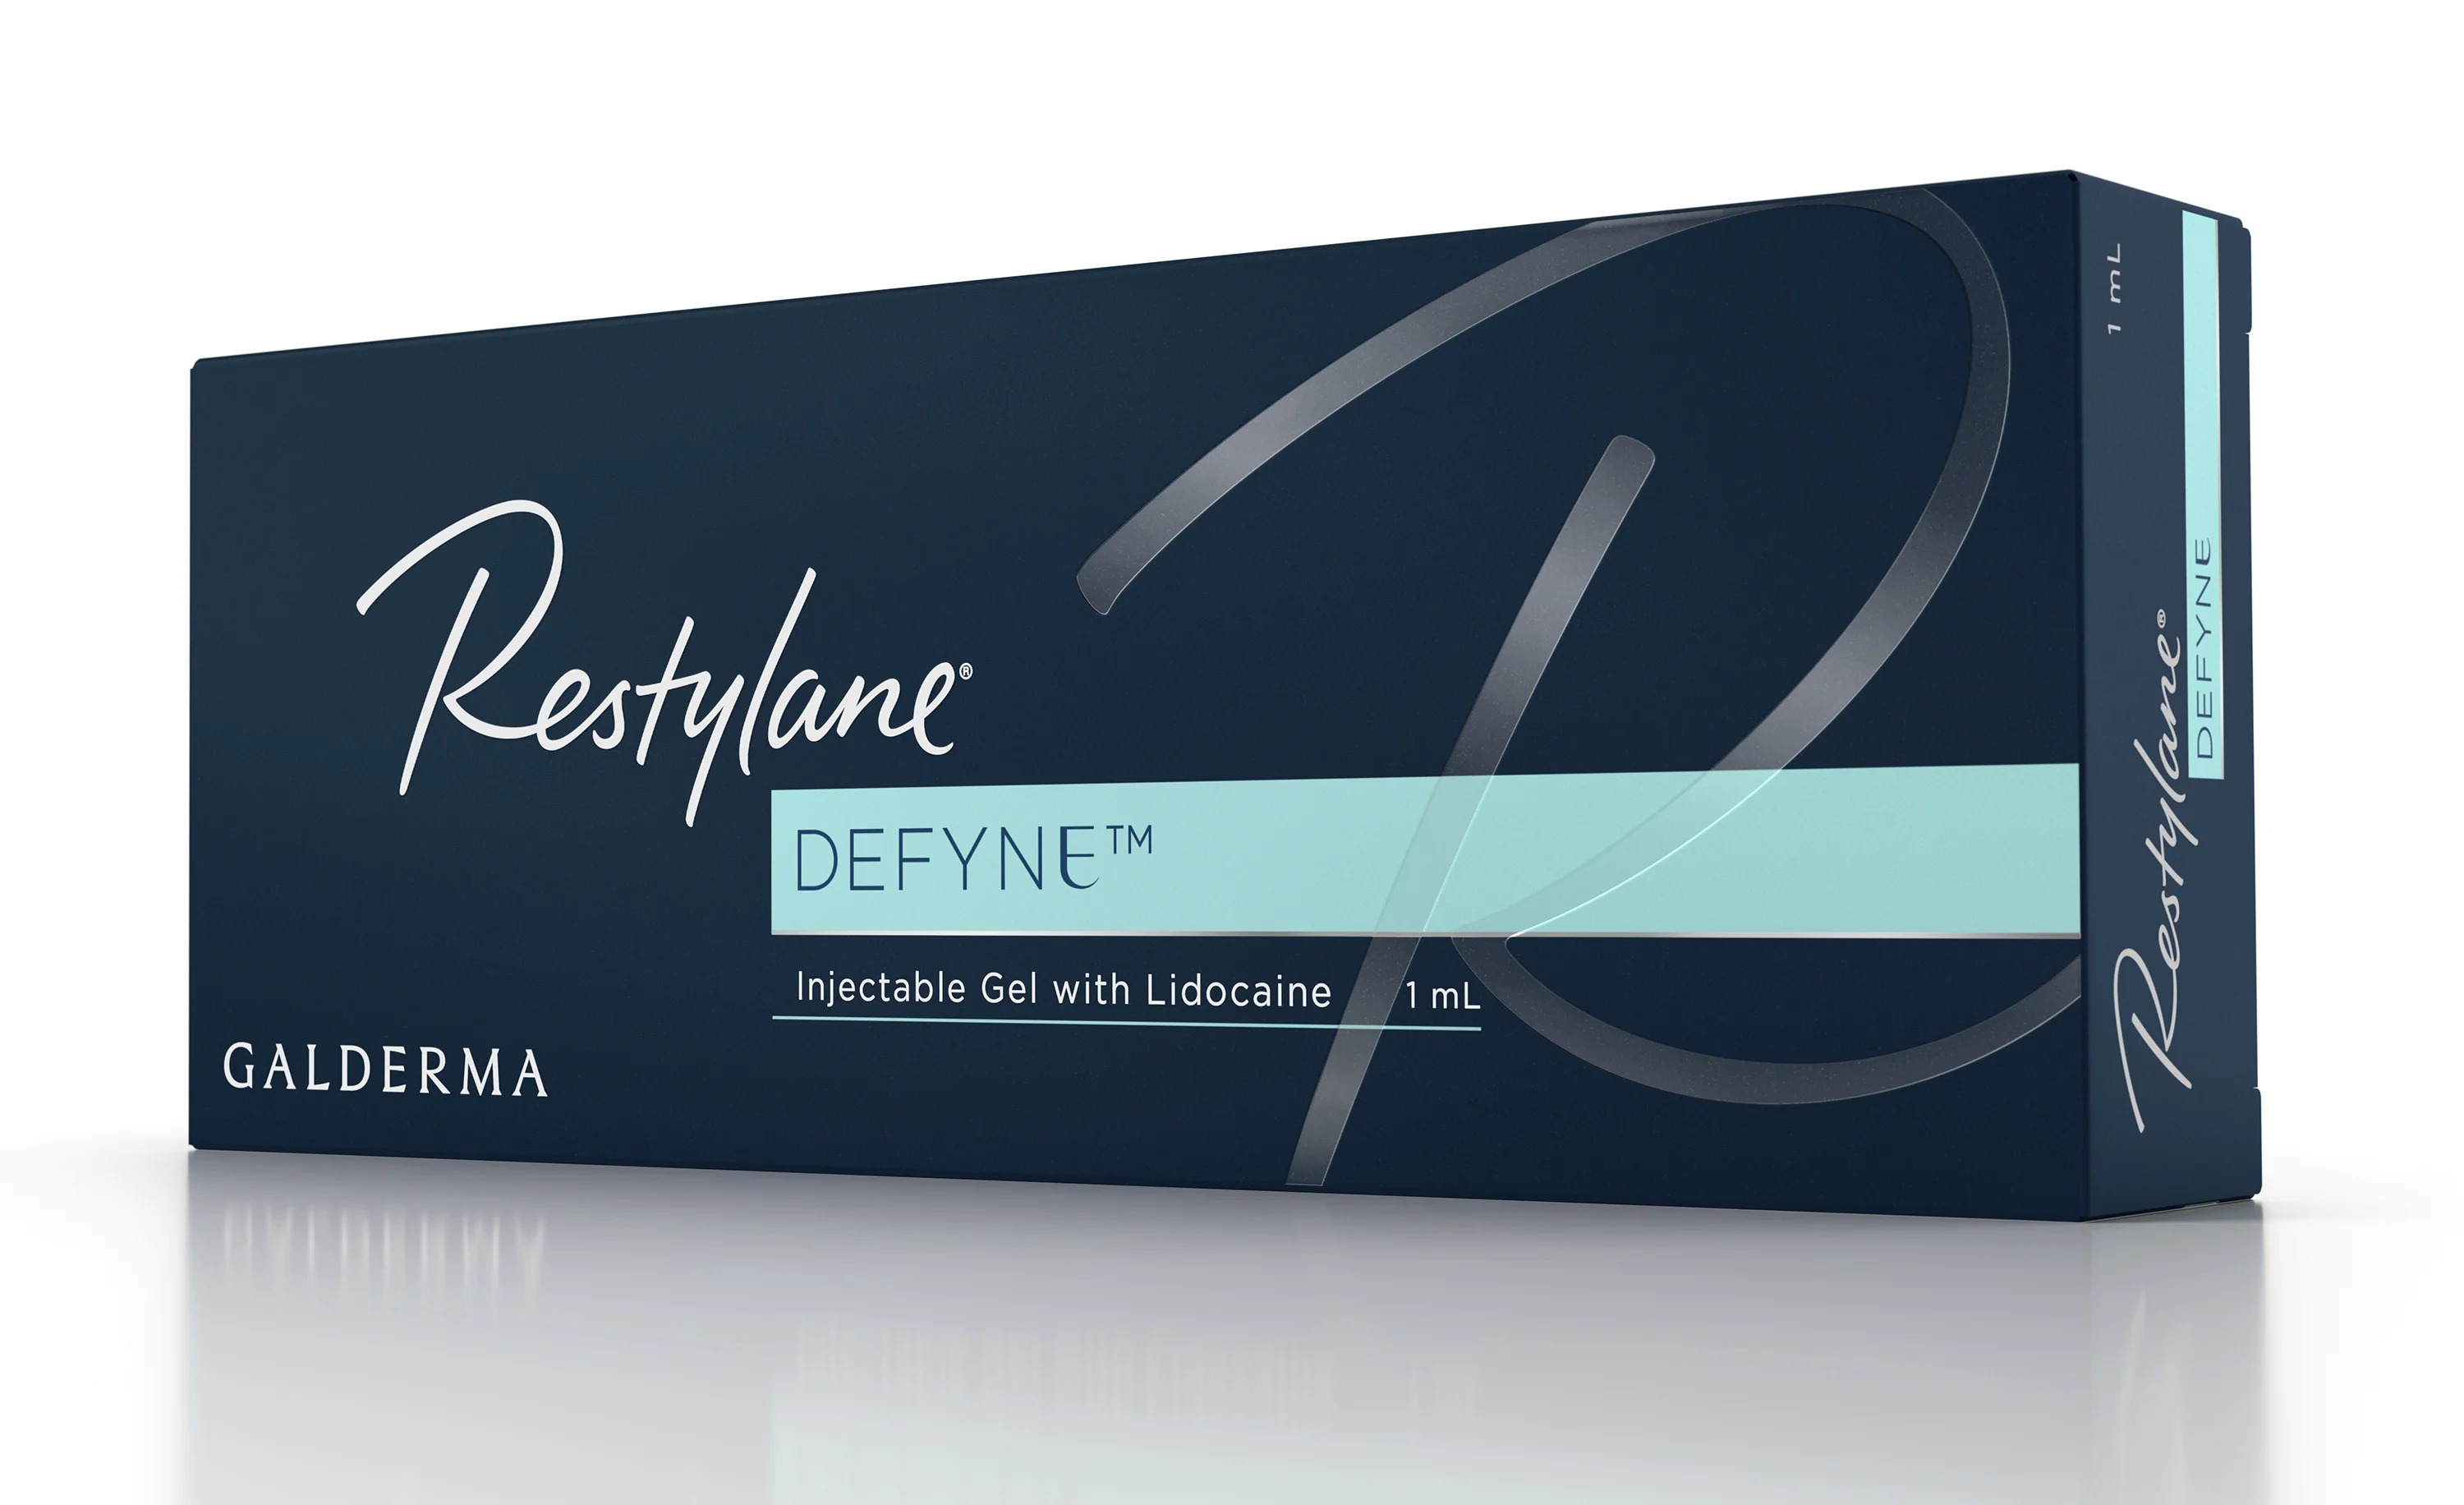 Restylane®
DEFYNE™
Injectable Gel with Lidocaine 1 mL
GALDERMA
1 mL
Restylane®
DEFYNE